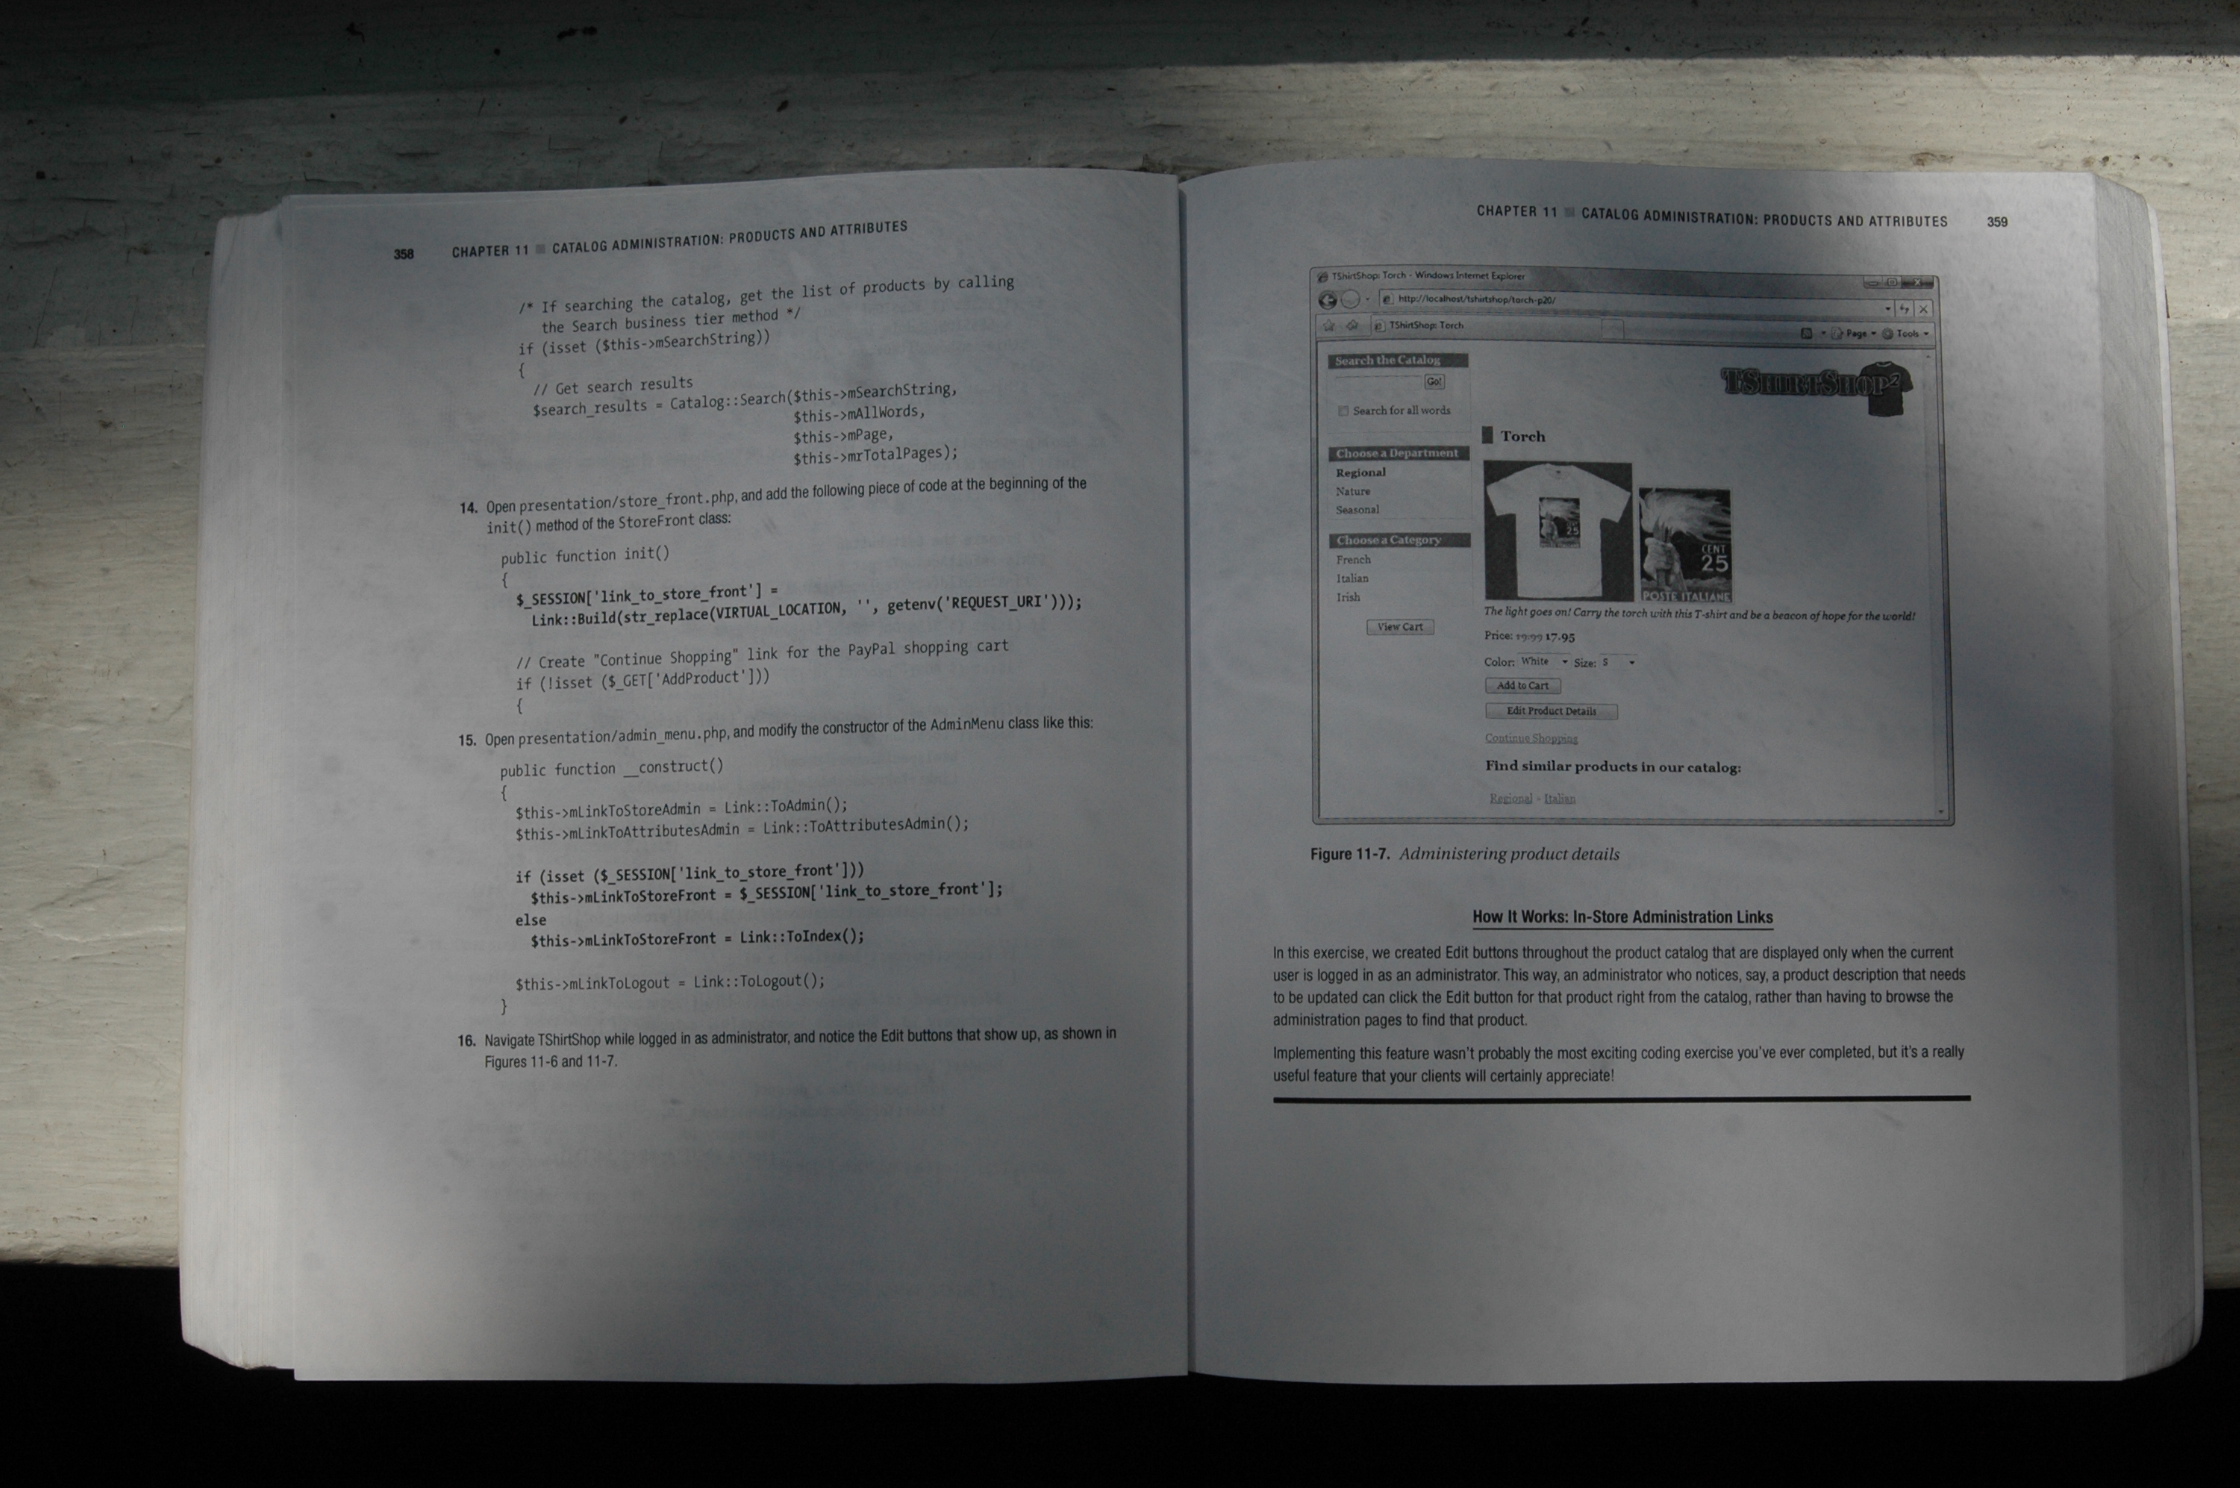 358 CHAPTER 11 ■ CATALOG ADMINISTRATION: PRODUCTS AND ATTRIBUTES
/* If searching the catalog, get the list of products by calling
the Search business tier method */
if (isset ($this->mSearchString))
{
// Get search results
$search_results = Catalog::Search($this->mSearchString,
$this->mAllWords,
$this->mPage,
$this->mrTotalPages);
14. Open presentation/store_front.php, and add the following piece of code at the beginning of the
init() method of the StoreFront class:
public function init()
{
$_SESSION['link_to_store_front'] =
Link::Build(str_replace(VIRTUAL_LOCATION, '', getenv('REQUEST_URI')));
// Create "Continue Shopping" link for the PayPal shopping cart
if (!isset ($_GET['AddProduct']))
{
15. Open presentation/admin_menu.php, and modify the constructor of the AdminMenu class like this:
public function __construct()
{
$this->mLinkToStoreAdmin = Link::ToAdmin();
$this->mLinkToAttributesAdmin = Link::ToAttributesAdmin();
if (isset ($_SESSION['link_to_store_front']))
$this->mLinkToStoreFront = $_SESSION['link_to_store_front'];
else
$this->mLinkToStoreFront = Link::ToIndex();
$this->mLinkToLogout = Link::ToLogout();
}
16. Navigate TShirtShop while logged in as administrator, and notice the Edit buttons that show up, as shown in
Figures 11-6 and 11-7.
CHAPTER 11 ■ CATALOG ADMINISTRATION: PRODUCTS AND ATTRIBUTES 359
TShirtShop: Torch - Windows Internet Explorer
http://localhost/tshirtshop/torch-p20/
TShirtShop: Torch
Page Tools
Search the Catalog
Go!
Search for all words
Choose a Department
Regional
Nature
Seasonal
Choose a Category
French
Italian
Irish
View Cart
TSHIRTSHOP²
Torch
25
CENT
25
POSTE ITALIANE
The light goes on! Carry the torch with this T-shirt and be a beacon of hope for the world!
Price: 19.99 17.95
Color: White Size: S
Add to Cart
Edit Product Details
Continue Shopping
Find similar products in our catalog:
Regional - Italian
Figure 11-7. Administering product details
How It Works: In-Store Administration Links
In this exercise, we created Edit buttons throughout the product catalog that are displayed only when the current
user is logged in as an administrator. This way, an administrator who notices, say, a product description that needs
to be updated can click the Edit button for that product right from the catalog, rather than having to browse the
administration pages to find that product.
Implementing this feature wasn't probably the most exciting coding exercise you've ever completed, but it's a really
useful feature that your clients will certainly appreciate!